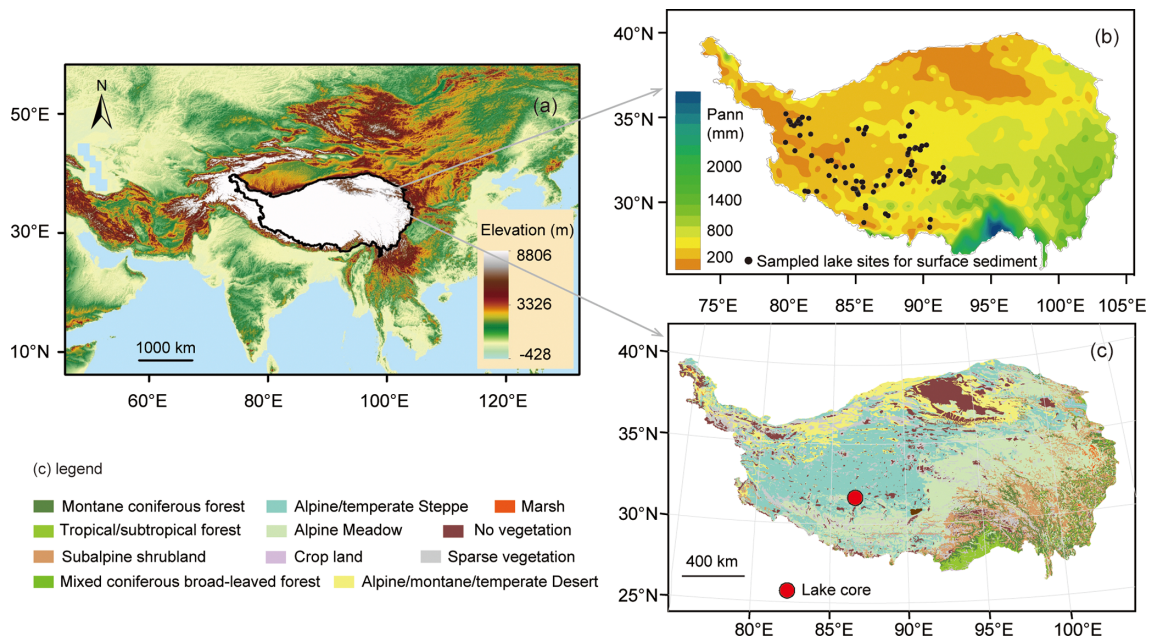 N
(a)
50°E
30°E
10°N
60°E
80°E
100°E
120°E
1000 km
Elevation (m)
8806
3326
-428
(b)
40°N
35°N
30°N
Pann
(mm)
2000
1400
800
200
Sampled lake sites for surface sediment
75°E
80°E
85°E
90°E
95°E
100°E
105°E
(c)
40°N
35°N
30°N
25°N
400 km
Lake core
80°E
85°E
90°E
95°E
100°E
(c) legend
Montane coniferous forest
Alpine/temperate Steppe
Marsh
Tropical/subtropical forest
Alpine Meadow
No vegetation
Subalpine shrubland
Crop land
Sparse vegetation
Mixed coniferous broad-leaved forest
Alpine/montane/temperate Desert